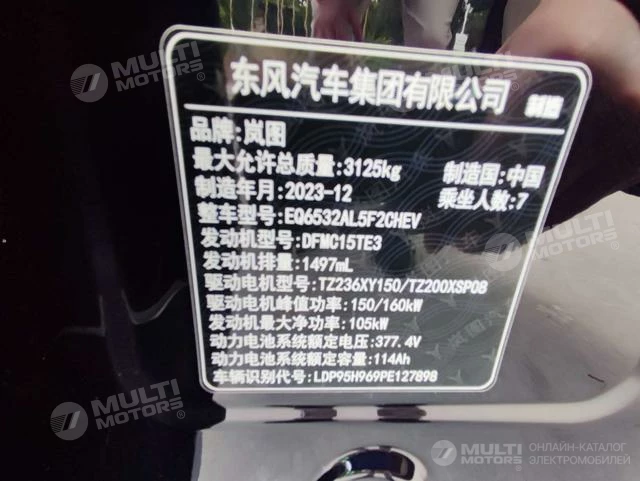 东风汽车集团有限公司 制造
品牌:岚图
最大允许总质量:3125kg 制造国:中国
制造年月:2023-12 乘坐人数:7
整车型号:EQ6532AL5F2CHEV
发动机型号:DFMC15TE3
发动机排量:1497mL
驱动电机型号:TZ236XY150/TZ200XSP08
驱动电机峰值功率:150/160kW
发动机最大净功率:105kW
动力电池系统额定电压:377.4V
动力电池系统额定容量:114Ah
车辆识别代号:LDP95H969PE127898
MULTI MOTORS®
MULTI MOTORS®
MULTI MOTORS®
MULTI MOTORS®
MULTI MOTORS® ОНЛАЙН-КАТАЛОГ ЭЛЕКТРОМОБИЛЕЙ